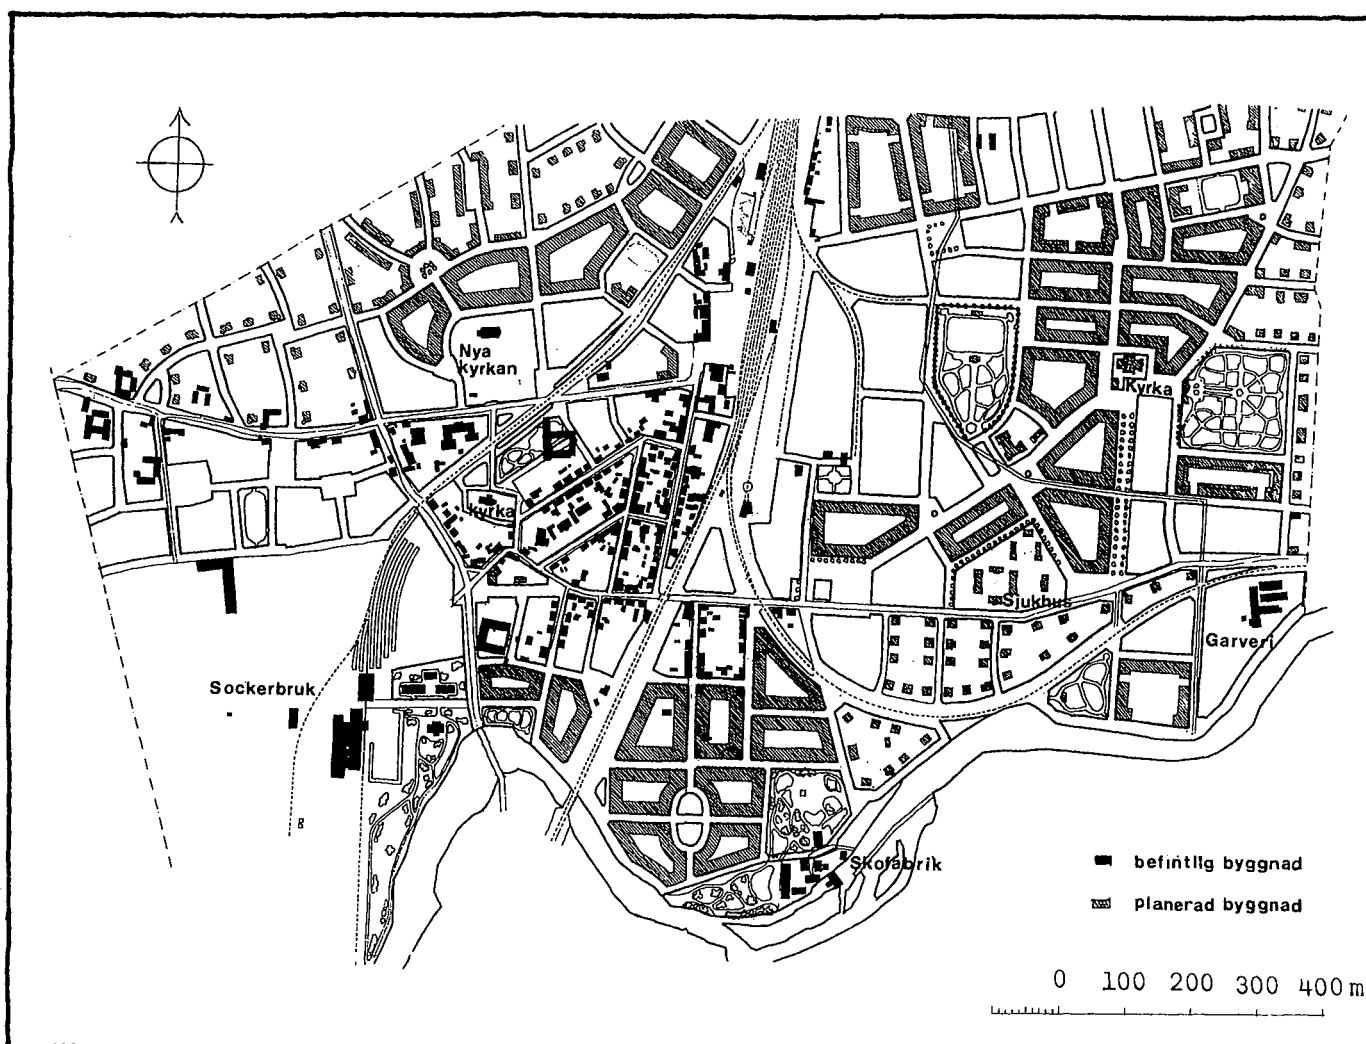 Nya
kyrkan
Kyrka
kyrka
Sjukhus
Garveri
Sockerbruk
Skofabrik
befintlig byggnad
planerad byggnad
0 100 200 300 400 m